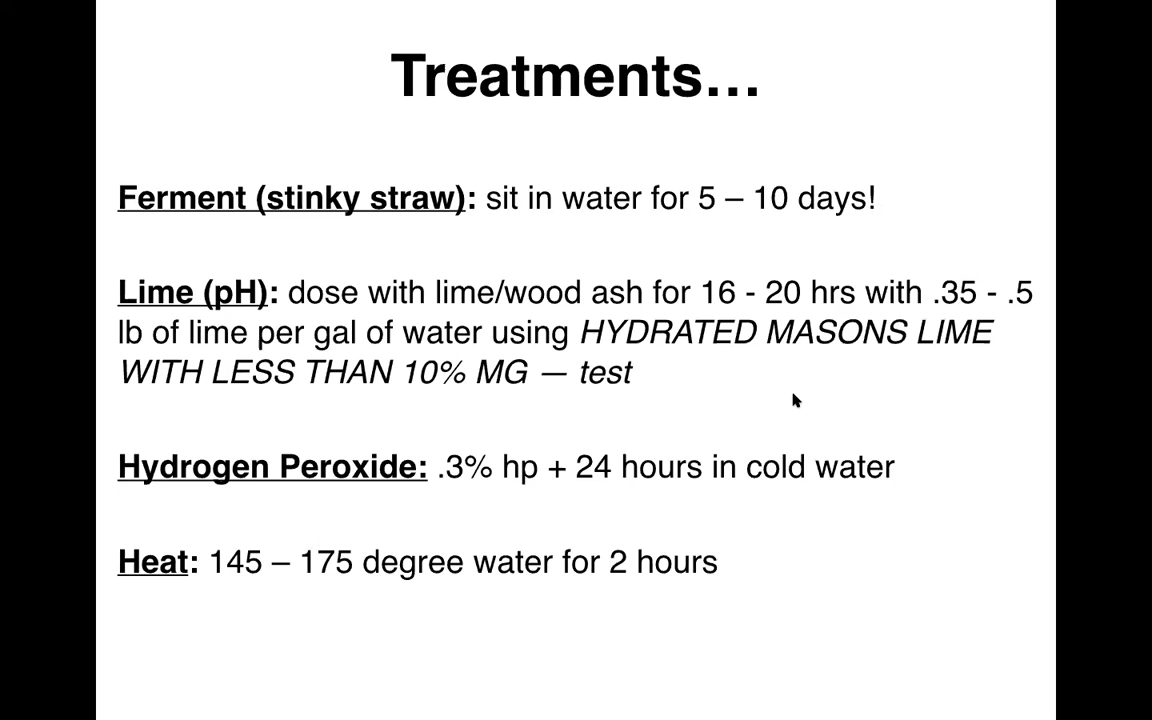 Treatments…
Ferment (stinky straw): sit in water for 5 – 10 days!
Lime (pH): dose with lime/wood ash for 16 - 20 hrs with .35 - .5
lb of lime per gal of water using HYDRATED MASONS LIME
WITH LESS THAN 10% MG — test
Hydrogen Peroxide: .3% hp + 24 hours in cold water
Heat: 145 – 175 degree water for 2 hours